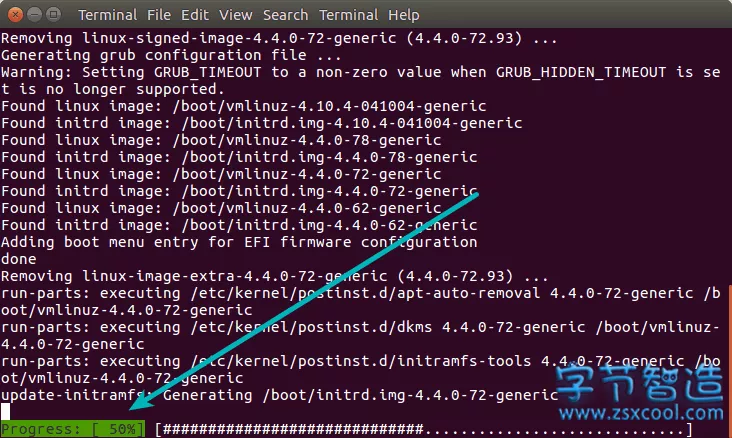 Terminal File Edit View Search Terminal Help
Removing linux-signed-image-4.4.0-72-generic (4.4.0-72.93) ...
Generating grub configuration file ...
Warning: Setting GRUB_TIMEOUT to a non-zero value when GRUB_HIDDEN_TIMEOUT is se
t is no longer supported.
Found linux image: /boot/vmlinuz-4.10.4-041004-generic
Found initrd image: /boot/initrd.img-4.10.4-041004-generic
Found linux image: /boot/vmlinuz-4.4.0-78-generic
Found initrd image: /boot/initrd.img-4.4.0-78-generic
Found linux image: /boot/vmlinuz-4.4.0-72-generic
Found initrd image: /boot/initrd.img-4.4.0-72-generic
Found linux image: /boot/vmlinuz-4.4.0-62-generic
Found initrd image: /boot/initrd.img-4.4.0-62-generic
Adding boot menu entry for EFI firmware configuration
done
Removing linux-image-extra-4.4.0-72-generic (4.4.0-72.93) ...
run-parts: executing /etc/kernel/postinst.d/apt-auto-removal 4.4.0-72-generic /b
oot/vmlinuz-4.4.0-72-generic
run-parts: executing /etc/kernel/postinst.d/dkms 4.4.0-72-generic /boot/vmlinuz-
4.4.0-72-generic
run-parts: executing /etc/kernel/postinst.d/initramfs-tools 4.4.0-72-generic /bo
ot/vmlinuz-4.4.0-72-generic
update-initramfs: Generating /boot/initrd.img-4.4.0-72-generic
字节智造
www.zsxcool.com
Progress: [ 50%] [#############################.............................]